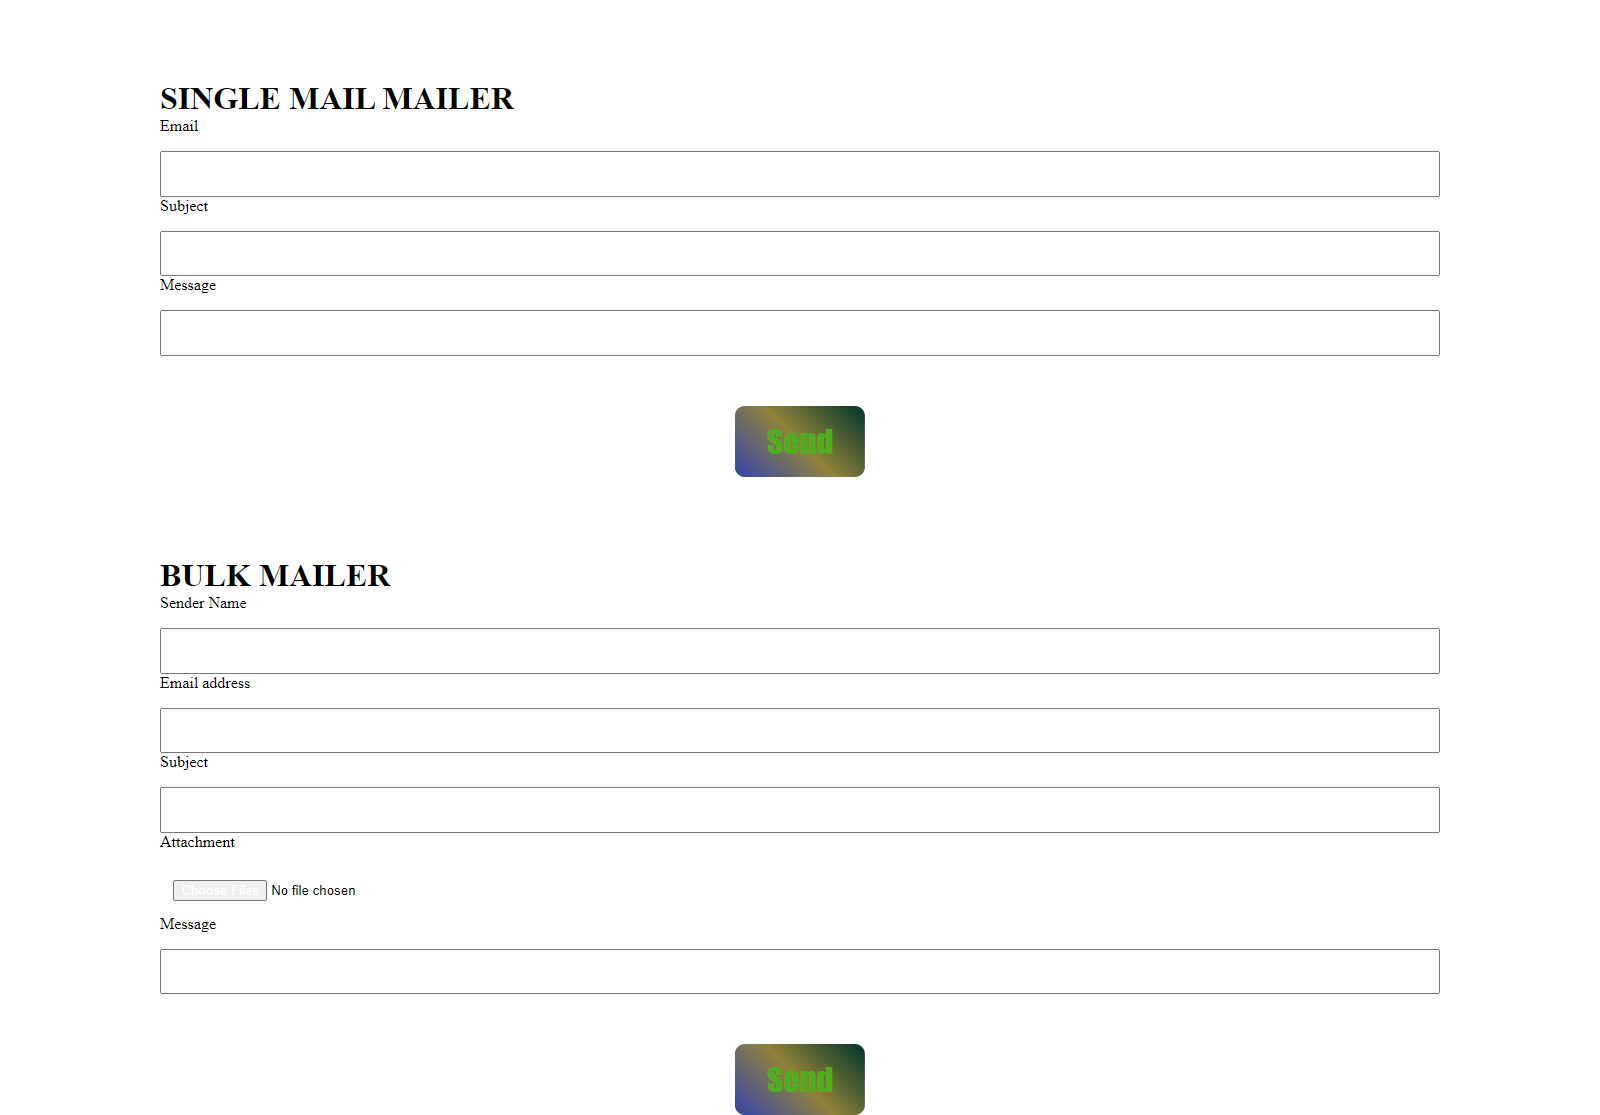 SINGLE MAIL MAILER
Email
Subject
Message
Send
BULK MAILER
Sender Name
Email address
Subject
Attachment
Choose Files No file chosen
Message
Send